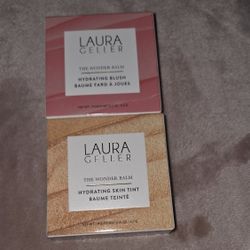 LAURA
GELLER
THE WONDER BALM
HYDRATING BLUSH
BAUME FARD À JOUES
LAURA
GELLER
THE WONDER BALM
HYDRATING SKIN TINT
BAUME TEINTÉ